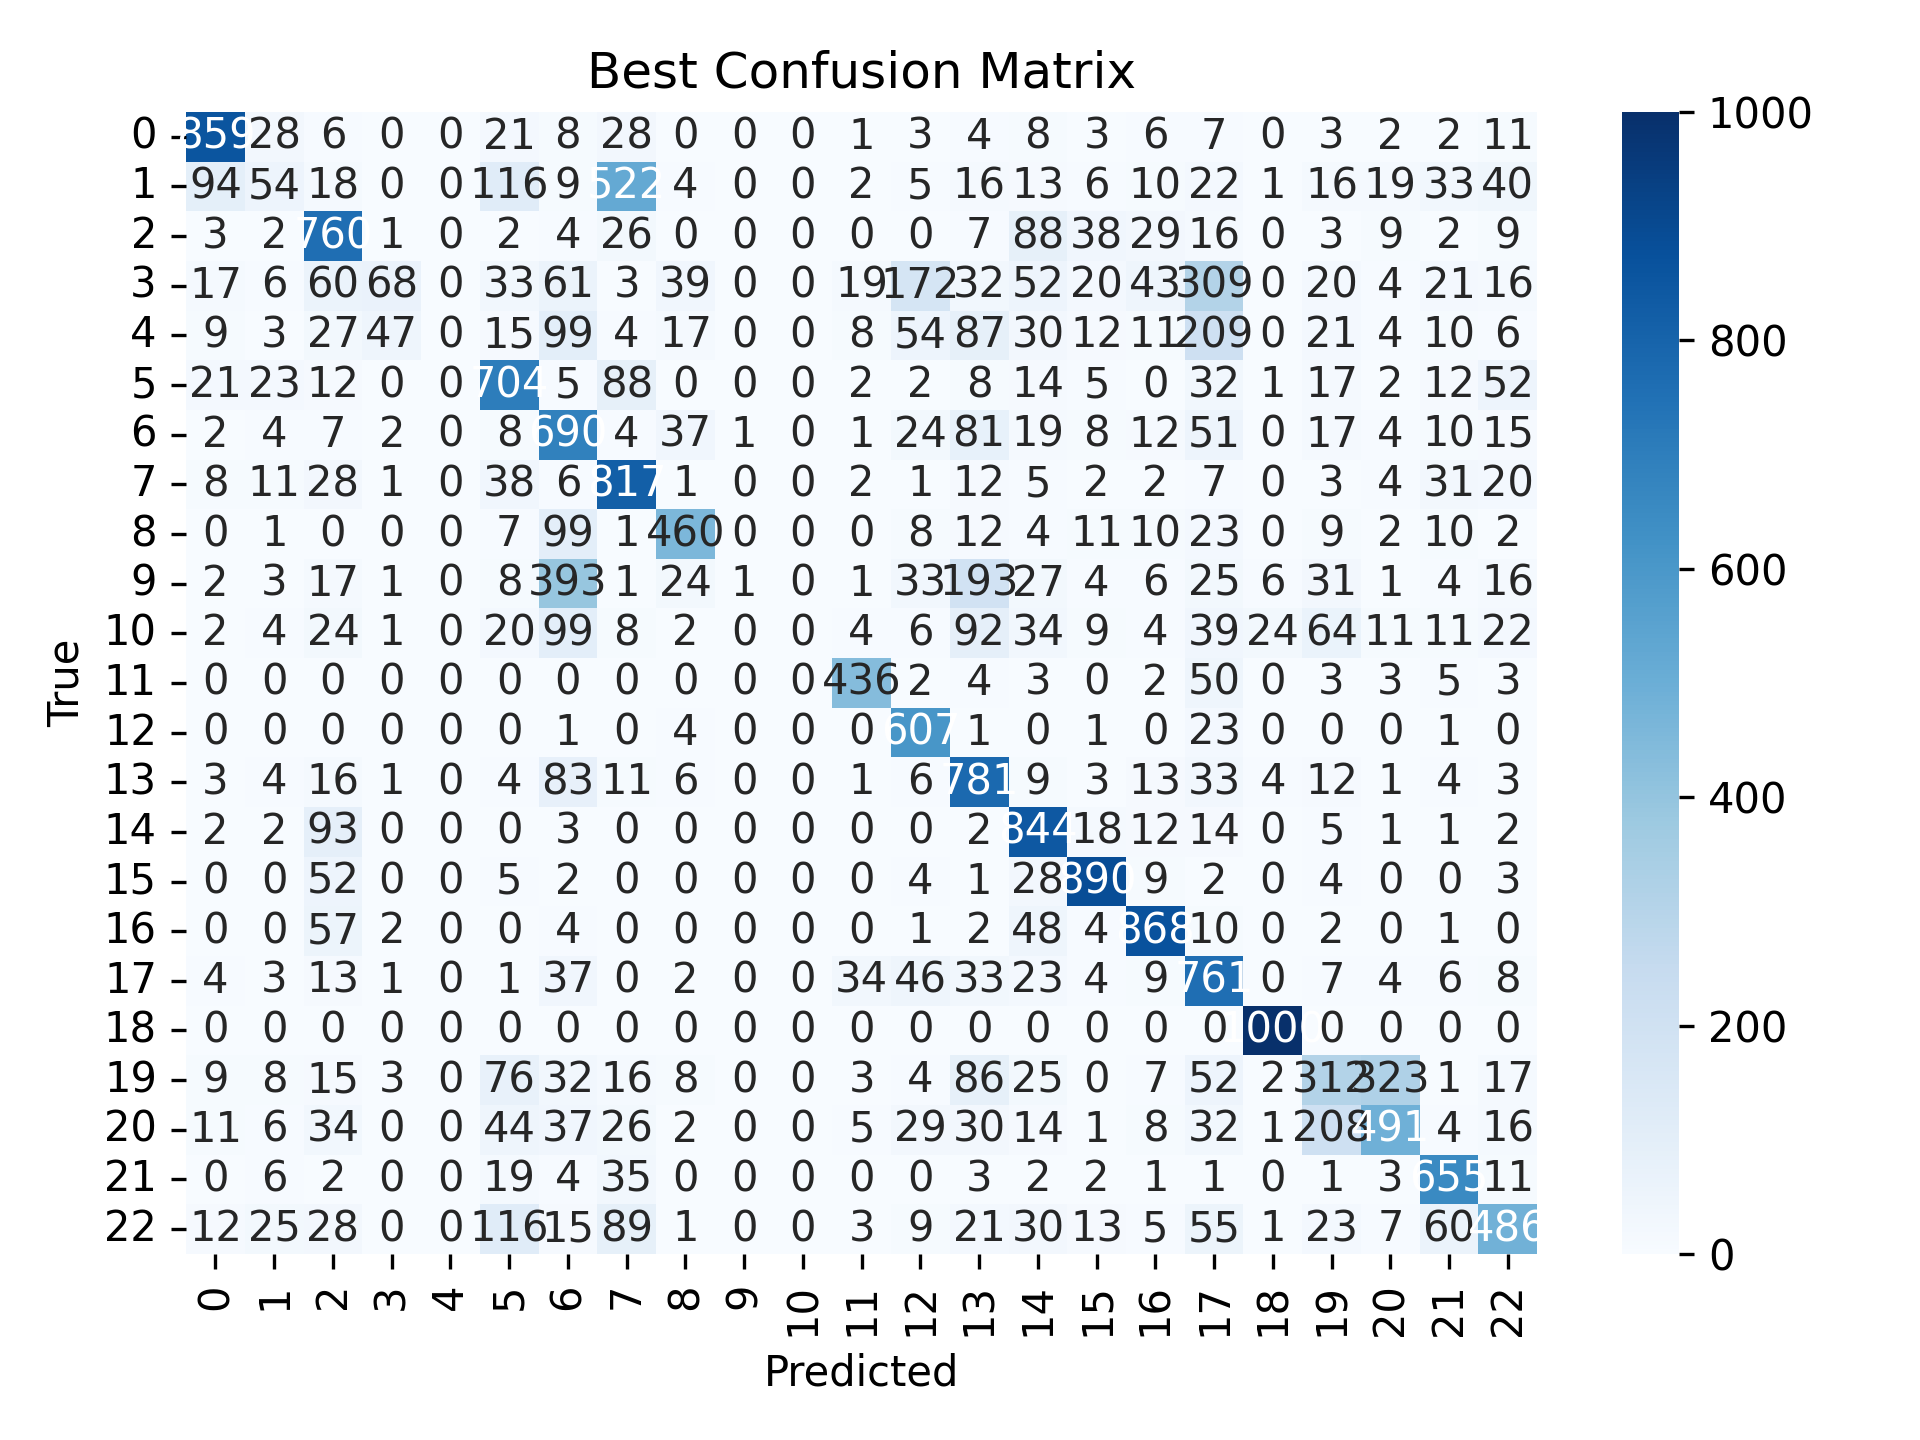 Best Confusion Matrix
0 859 28 6 0 0 21 8 28 0 0 0 1 3 4 8 3 6 7 0 3 2 2 11
1 94 54 18 0 0 116 9 522 4 0 0 2 5 16 13 6 10 22 1 16 19 33 40
2 3 2 760 1 0 2 4 26 0 0 0 0 0 7 88 38 29 16 0 3 9 2 9
3 17 6 60 68 0 33 61 3 39 0 0 19 172 32 52 20 43 309 0 20 4 21 16
4 9 3 27 47 0 15 99 4 17 0 0 8 54 87 30 12 11 209 0 21 4 10 6
5 21 23 12 0 0 704 5 88 0 0 0 2 2 8 14 5 0 32 1 17 2 12 52
6 2 4 7 2 0 8 690 4 37 1 0 1 24 81 19 8 12 51 0 17 4 10 15
7 8 11 28 1 0 38 6 817 1 0 0 2 1 12 5 2 2 7 0 3 4 31 20
8 0 1 0 0 0 7 99 1 460 0 0 0 8 12 4 11 10 23 0 9 2 10 2
9 2 3 17 1 0 8 393 1 24 1 0 1 33 193 27 4 6 25 6 31 1 4 16
10 2 4 24 1 0 20 99 8 2 0 0 4 6 92 34 9 4 39 24 64 11 11 22
11 0 0 0 0 0 0 0 0 0 0 0 436 2 4 3 0 2 50 0 3 3 5 3
12 0 0 0 0 0 0 1 0 4 0 0 0 607 1 0 1 0 23 0 0 0 1 0
13 3 4 16 1 0 4 83 11 6 0 0 1 6 781 9 3 13 33 4 12 1 4 3
14 2 2 93 0 0 0 3 0 0 0 0 0 0 2 844 18 12 14 0 5 1 1 2
15 0 0 52 0 0 5 2 0 0 0 0 0 4 1 28 890 9 2 0 4 0 0 3
16 0 0 57 2 0 0 4 0 0 0 0 0 1 2 48 4 868 10 0 2 0 1 0
17 4 3 13 1 0 1 37 0 2 0 0 34 46 33 23 4 9 761 0 7 4 6 8
18 0 0 0 0 0 0 0 0 0 0 0 0 0 0 0 0 0 0 1000 0 0 0 0
19 9 8 15 3 0 76 32 16 8 0 0 3 4 86 25 0 7 52 2 312 323 1 17
20 11 6 34 0 0 44 37 26 2 0 0 5 29 30 14 1 8 32 1 208 491 4 16
21 0 6 2 0 0 19 4 35 0 0 0 0 0 3 2 2 1 1 0 1 3 655 11
22 12 25 28 0 0 116 15 89 1 0 0 3 9 21 30 13 5 55 1 23 7 60 486
0 1 2 3 4 5 6 7 8 9 10 11 12 13 14 15 16 17 18 19 20 21 22
Predicted
True
1000
800
600
400
200
0